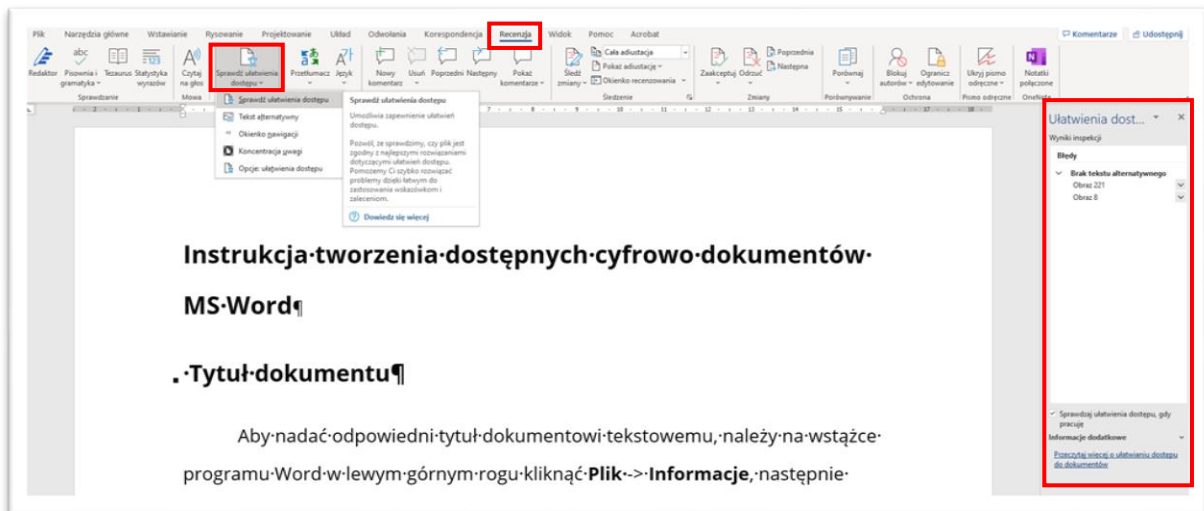 Plik Narzędzia główne Wstawianie Rysowanie Projektowanie Układ Odwołania Korespondencja Recenzja Widok Pomoc Acrobat Komentarze Udostępnij
Redaktor
Pisownia i gramatyka
Tezaurus
Statystyka wyrazów
Czytaj na głos
Sprawdź ułatwienia dostępu
Przetłumacz
Język
Nowy komentarz
Usuń
Poprzedni
Następny
Pokaż komentarze
Śledź zmiany
Cała adiustacja
Pokaż adiustację
Okienko recenzowania
Zaakceptuj
Odrzuć
Poprzednia
Następna
Porównaj
Blokuj autorów
Ogranicz edytowanie
Ukryj pismo odręczne
Notatki połączone
Sprawdzanie Mowa Śledzenie Zmiany Porównywanie Ochrona Pismo odręczne OneNote
Sprawdź ułatwienia dostępu
Tekst alternatywny
Okienko nawigacji
Koncentracja uwagi
Opcje: ułatwienia dostępu
Sprawdź ułatwienia dostępu
Umożliwia zapewnienie ułatwień
dostępu.
Pozwól, ze sprawdzimy, czy plik jest
zgodny z najlepszymi rozwiązaniami
dotyczącymi ułatwień dostępu.
Pomożemy Ci szybko rozwiązać
problemy dzięki łatwym do
zastosowania wskazówkom i
zaleceniom.
Dowiedz się więcej
Instrukcja·tworzenia·dostępnych·cyfrowo·dokumentów·
MS·Word¶
·Tytuł·dokumentu¶
Aby·nadać·odpowiedni·tytuł·dokumentowi·tekstowemu,·należy·na·wstążce·
programu·Word·w·lewym·górnym·rogu·kliknąć·Plik·->·Informacje,·następnie·
Ułatwienia dost...
Wyniki inspekcji
Błędy
Brak tekstu alternatywnego
Obraz 221
Obraz 8
Sprawdzaj ułatwienia dostępu, gdy
pracuję
Informacje dodatkowe
Przeczytaj więcej o ułatwianiu dostępu
do dokumentów